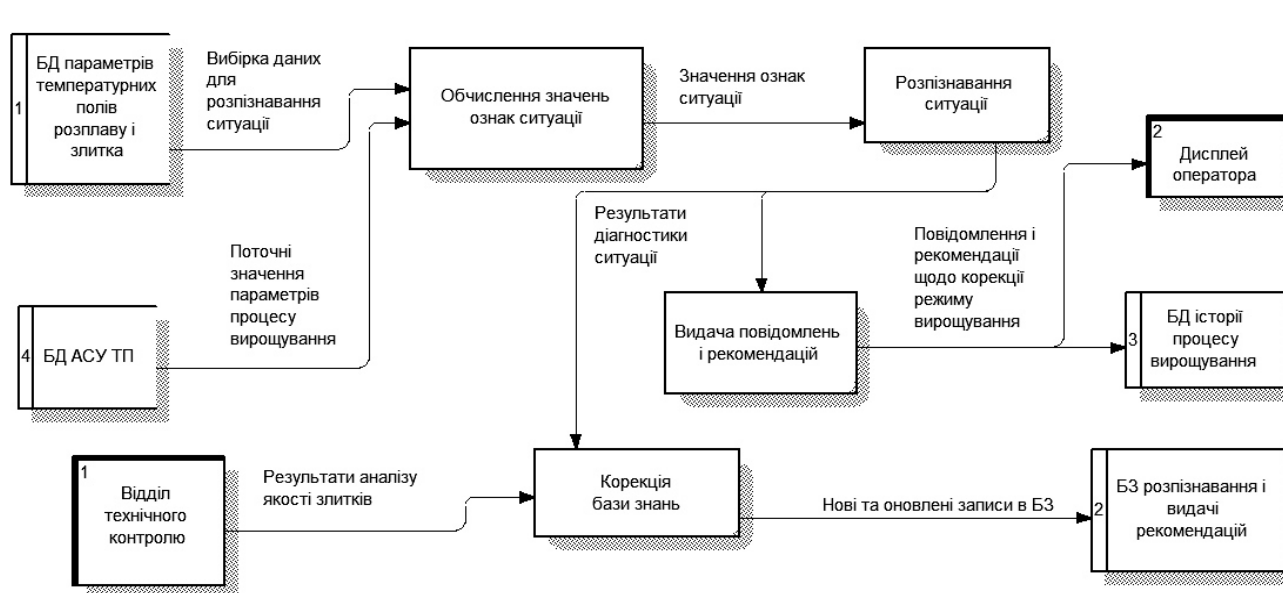 1
БД параметрів
температурних
полів
розплаву і
злитка
Вибірка даних
для
розпізнавання
ситуації
Обчислення значень
ознак ситуації
Значення ознак
ситуації
Розпізнавання
ситуації
2
Дисплей
оператора
Поточні
значення
параметрів
процесу
вирощування
Результати
діагностики
ситуації
Повідомлення і
рекомендації
щодо корекції
режиму
вирощування
4
БД АСУ ТП
Видача повідомлень
і рекомендацій
3
БД історії
процесу
вирощування
1
Відділ
технічного
контролю
Результати аналізу
якості злитків
Корекція
бази знань
Нові та оновлені записи в БЗ
2
БЗ розпізнавання і
видачі
рекомендацій